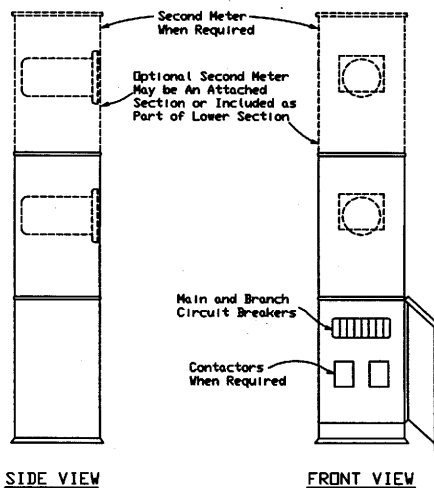 Second Meter
When Required
Optional Second Meter
May be An Attached
Section or Included as
Part of Lower Section
Main and Branch
Circuit Breakers
Contactors
When Required
SIDE VIEW
FRONT VIEW